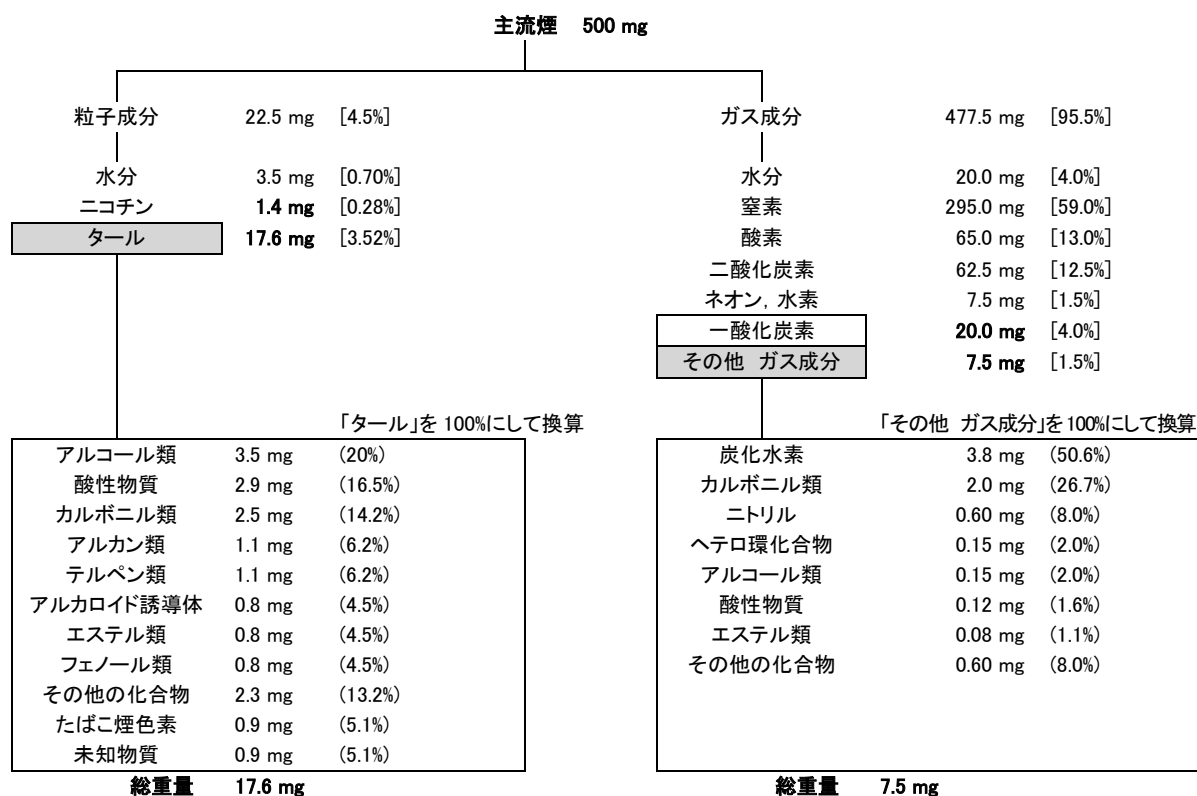 主流煙 500 mg
粒子成分 22.5 mg [4.5%]
水分 3.5 mg [0.70%]
ニコチン 1.4 mg [0.28%]
タール 17.6 mg [3.52%]
ガス成分 477.5 mg [95.5%]
水分 20.0 mg [4.0%]
窒素 295.0 mg [59.0%]
酸素 65.0 mg [13.0%]
二酸化炭素 62.5 mg [12.5%]
ネオン, 水素 7.5 mg [1.5%]
一酸化炭素 20.0 mg [4.0%]
その他 ガス成分 7.5 mg [1.5%]
「タール」を 100%にして換算
アルコール類 3.5 mg (20%)
酸性物質 2.9 mg (16.5%)
カルボニル類 2.5 mg (14.2%)
アルカン類 1.1 mg (6.2%)
テルペン類 1.1 mg (6.2%)
アルカロイド誘導体 0.8 mg (4.5%)
エステル類 0.8 mg (4.5%)
フェノール類 0.8 mg (4.5%)
その他の化合物 2.3 mg (13.2%)
たばこ煙色素 0.9 mg (5.1%)
未知物質 0.9 mg (5.1%)
総重量 17.6 mg
「その他 ガス成分」を100%にして換算
炭化水素 3.8 mg (50.6%)
カルボニル類 2.0 mg (26.7%)
ニトリル 0.60 mg (8.0%)
ヘテロ環化合物 0.15 mg (2.0%)
アルコール類 0.15 mg (2.0%)
酸性物質 0.12 mg (1.6%)
エステル類 0.08 mg (1.1%)
その他の化合物 0.60 mg (8.0%)
総重量 7.5 mg